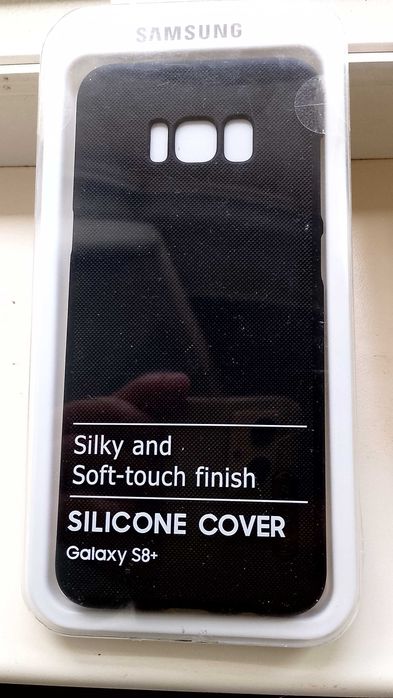 SAMSUNG
Silky and
Soft-touch finish
SILICONE COVER
Galaxy S8+